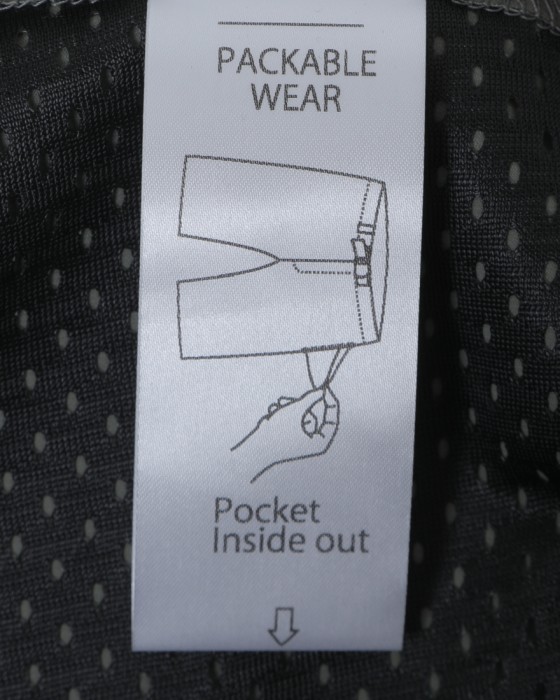 PACKABLE
WEAR
Pocket
Inside out